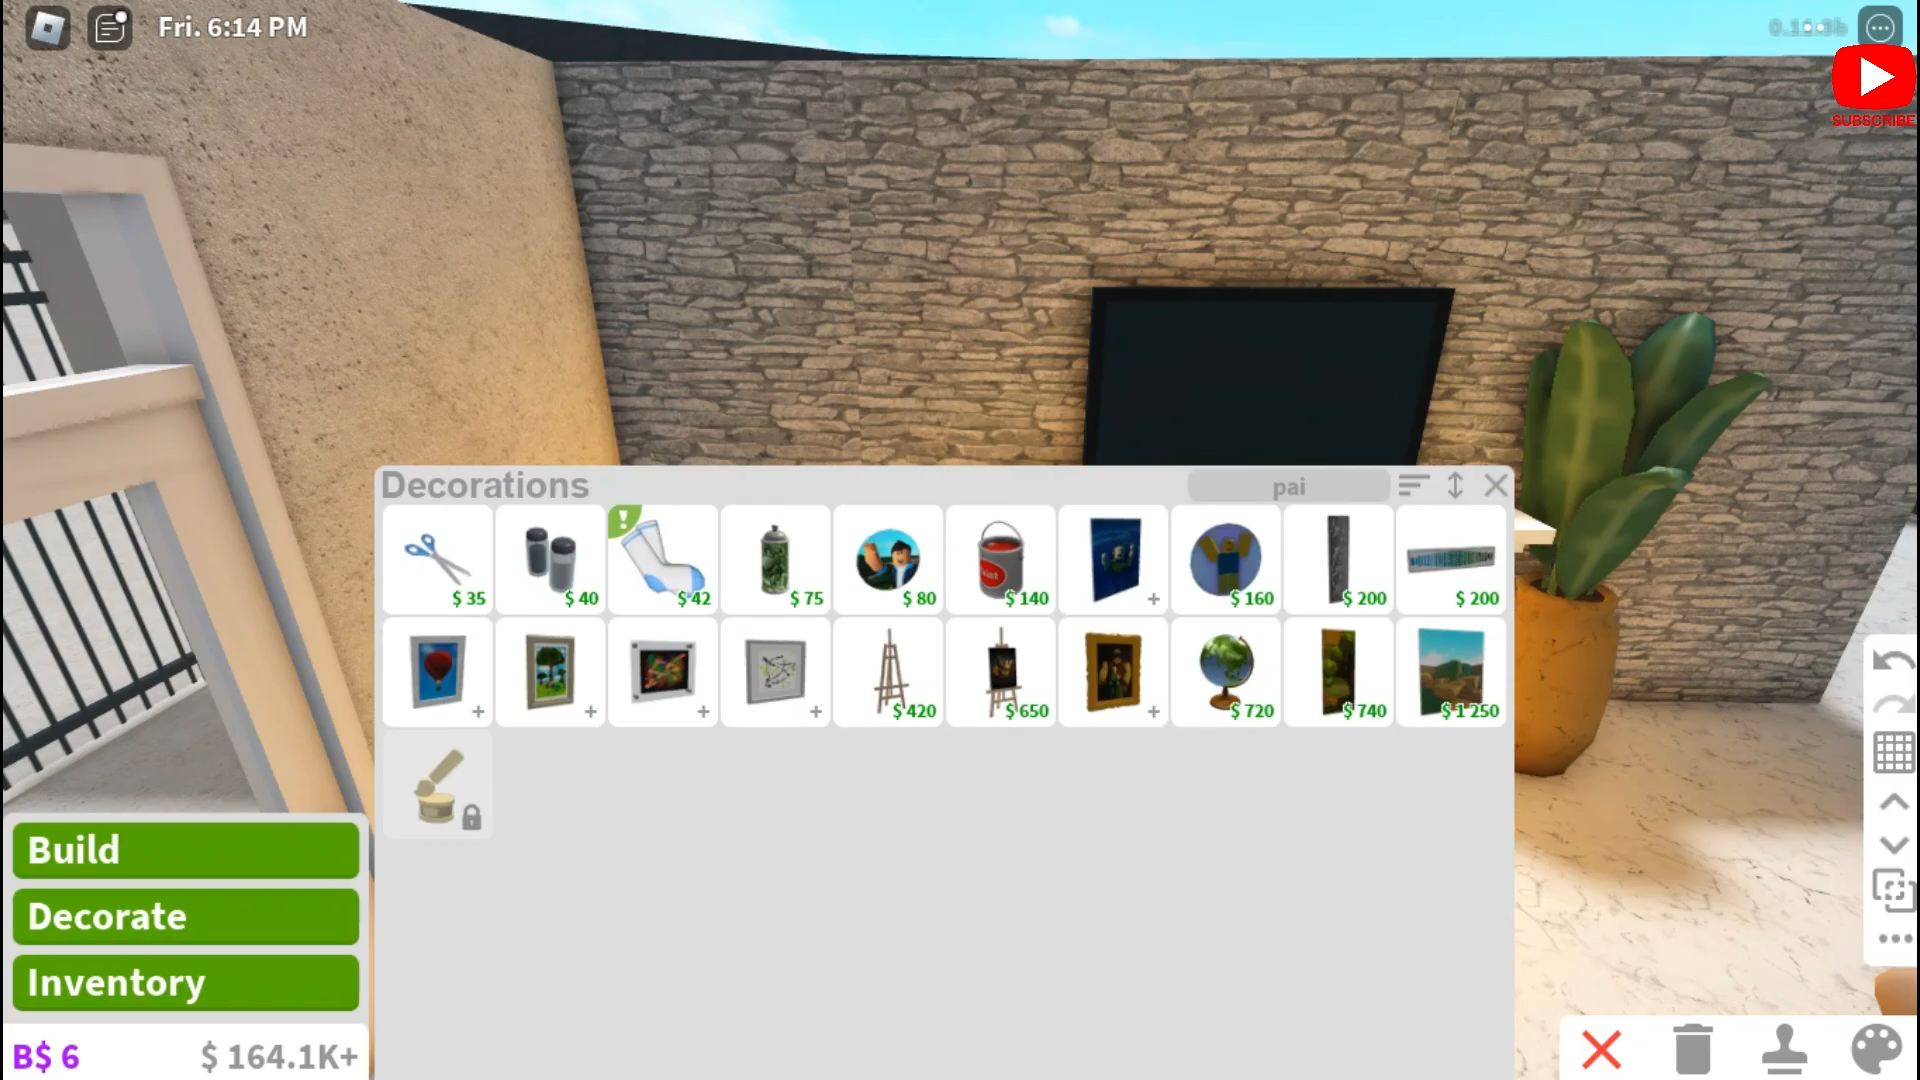 Fri. 6:14 PM
SUBSCRIBE
Decorations
pai
$ 35
$ 40
!
$ 42
$ 75
$ 80
$ 140
+
$ 160
$ 200
$ 200
+
+
+
+
$ 420
$ 650
+
$ 720
$ 740
$ 1 250
Build
Decorate
Inventory
B$ 6
$ 164.1K+